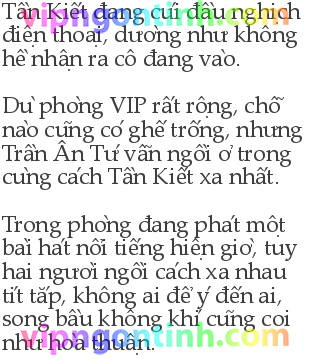 Tần Kiết đang cúi đầu nghịch
điện thoại, dường như không
hề nhận ra cô đang vào.

Dù phòng VIP rất rộng, chỗ
nào cũng có ghế trống, nhưng
Trần Ân Tứ vẫn ngồi ở trong
cùng cách Tần Kiết xa nhất.

Trong phòng đang phát một
bài hát nổi tiếng hiện giờ, tuy
hai người ngồi cách xa nhau
tít tắp, không ai để ý đến ai,
song bầu không khí cũng coi
như hoà thuận.
vipngontinh.com
vipngontinh.com